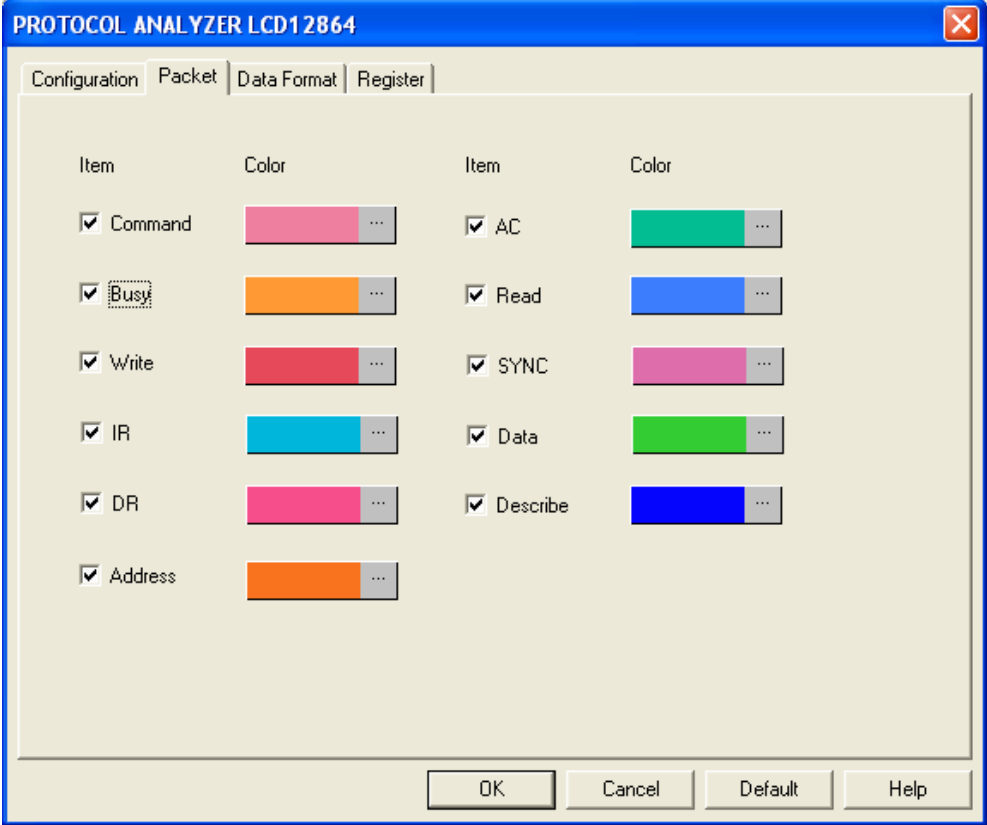 PROTOCOL ANALYZER LCD12864
Configuration Packet Data Format Register
Item Color Item Color
Command ... AC ...
Busy ... Read ...
Write ... SYNC ...
IR ... Data ...
DR ... Describe ...
Address ...
OK Cancel Default Help